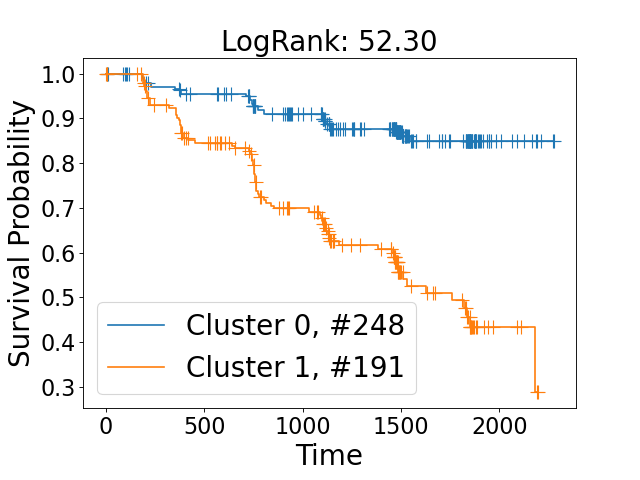 LogRank: 52.30
Survival Probability
1.0
0.9
0.8
0.7
0.6
0.5
0.4
0.3
Cluster 0, #248
Cluster 1, #191
0 500 1000 1500 2000
Time